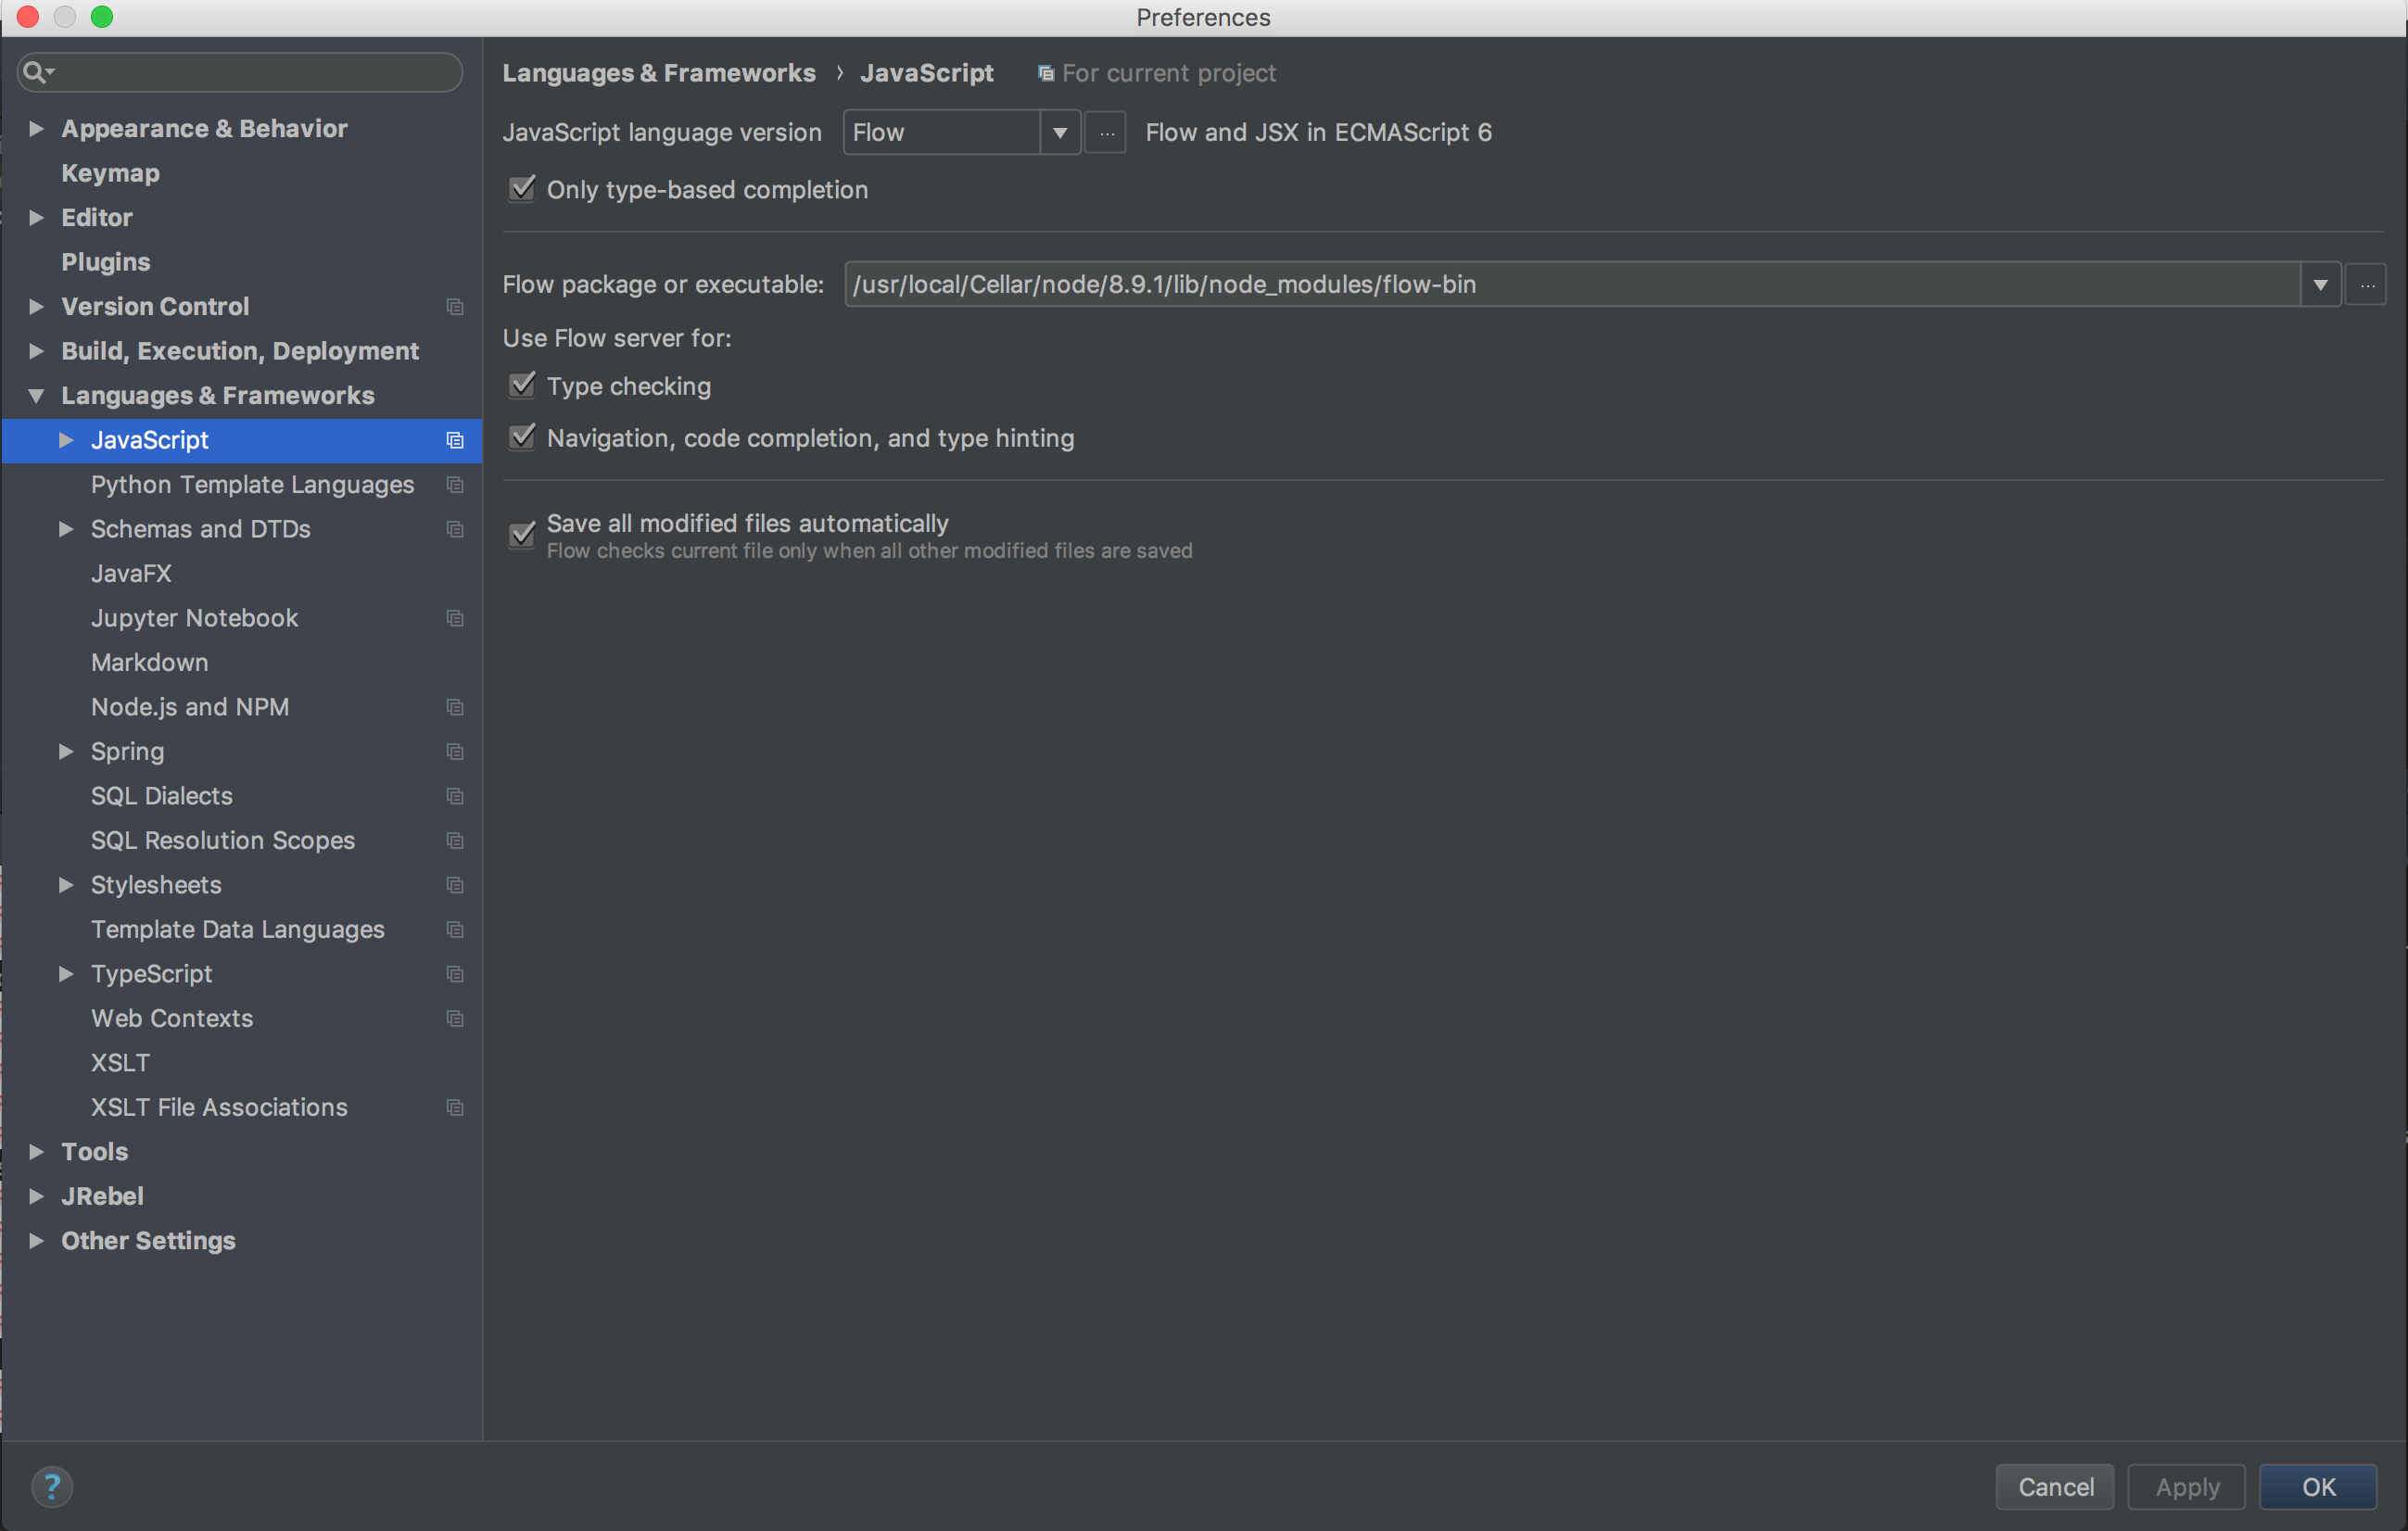 Preferences
Appearance & Behavior
Keymap
Editor
Plugins
Version Control
Build, Execution, Deployment
Languages & Frameworks
JavaScript
Python Template Languages
Schemas and DTDs
JavaFX
Jupyter Notebook
Markdown
Node.js and NPM
Spring
SQL Dialects
SQL Resolution Scopes
Stylesheets
Template Data Languages
TypeScript
Web Contexts
XSLT
XSLT File Associations
Tools
JRebel
Other Settings
Languages & Frameworks › JavaScript For current project
JavaScript language version Flow ... Flow and JSX in ECMAScript 6
Only type-based completion
Flow package or executable: /usr/local/Cellar/node/8.9.1/lib/node_modules/flow-bin ...
Use Flow server for:
Type checking
Navigation, code completion, and type hinting
Save all modified files automatically
Flow checks current file only when all other modified files are saved
? Cancel Apply OK